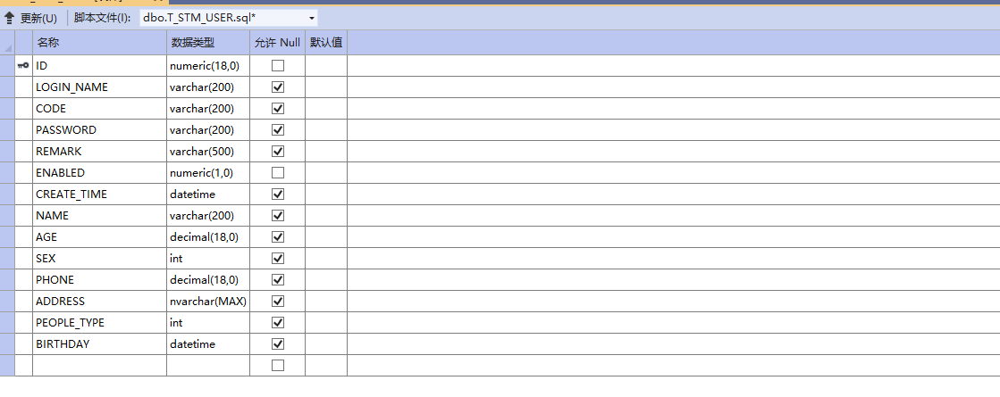 更新(U) 脚本文件(I): dbo.T_STM_USER.sql*
名称 数据类型 允许 Null 默认值
ID numeric(18,0)
LOGIN_NAME varchar(200)
CODE varchar(200)
PASSWORD varchar(200)
REMARK varchar(500)
ENABLED numeric(1,0)
CREATE_TIME datetime
NAME varchar(200)
AGE decimal(18,0)
SEX int
PHONE decimal(18,0)
ADDRESS nvarchar(MAX)
PEOPLE_TYPE int
BIRTHDAY datetime